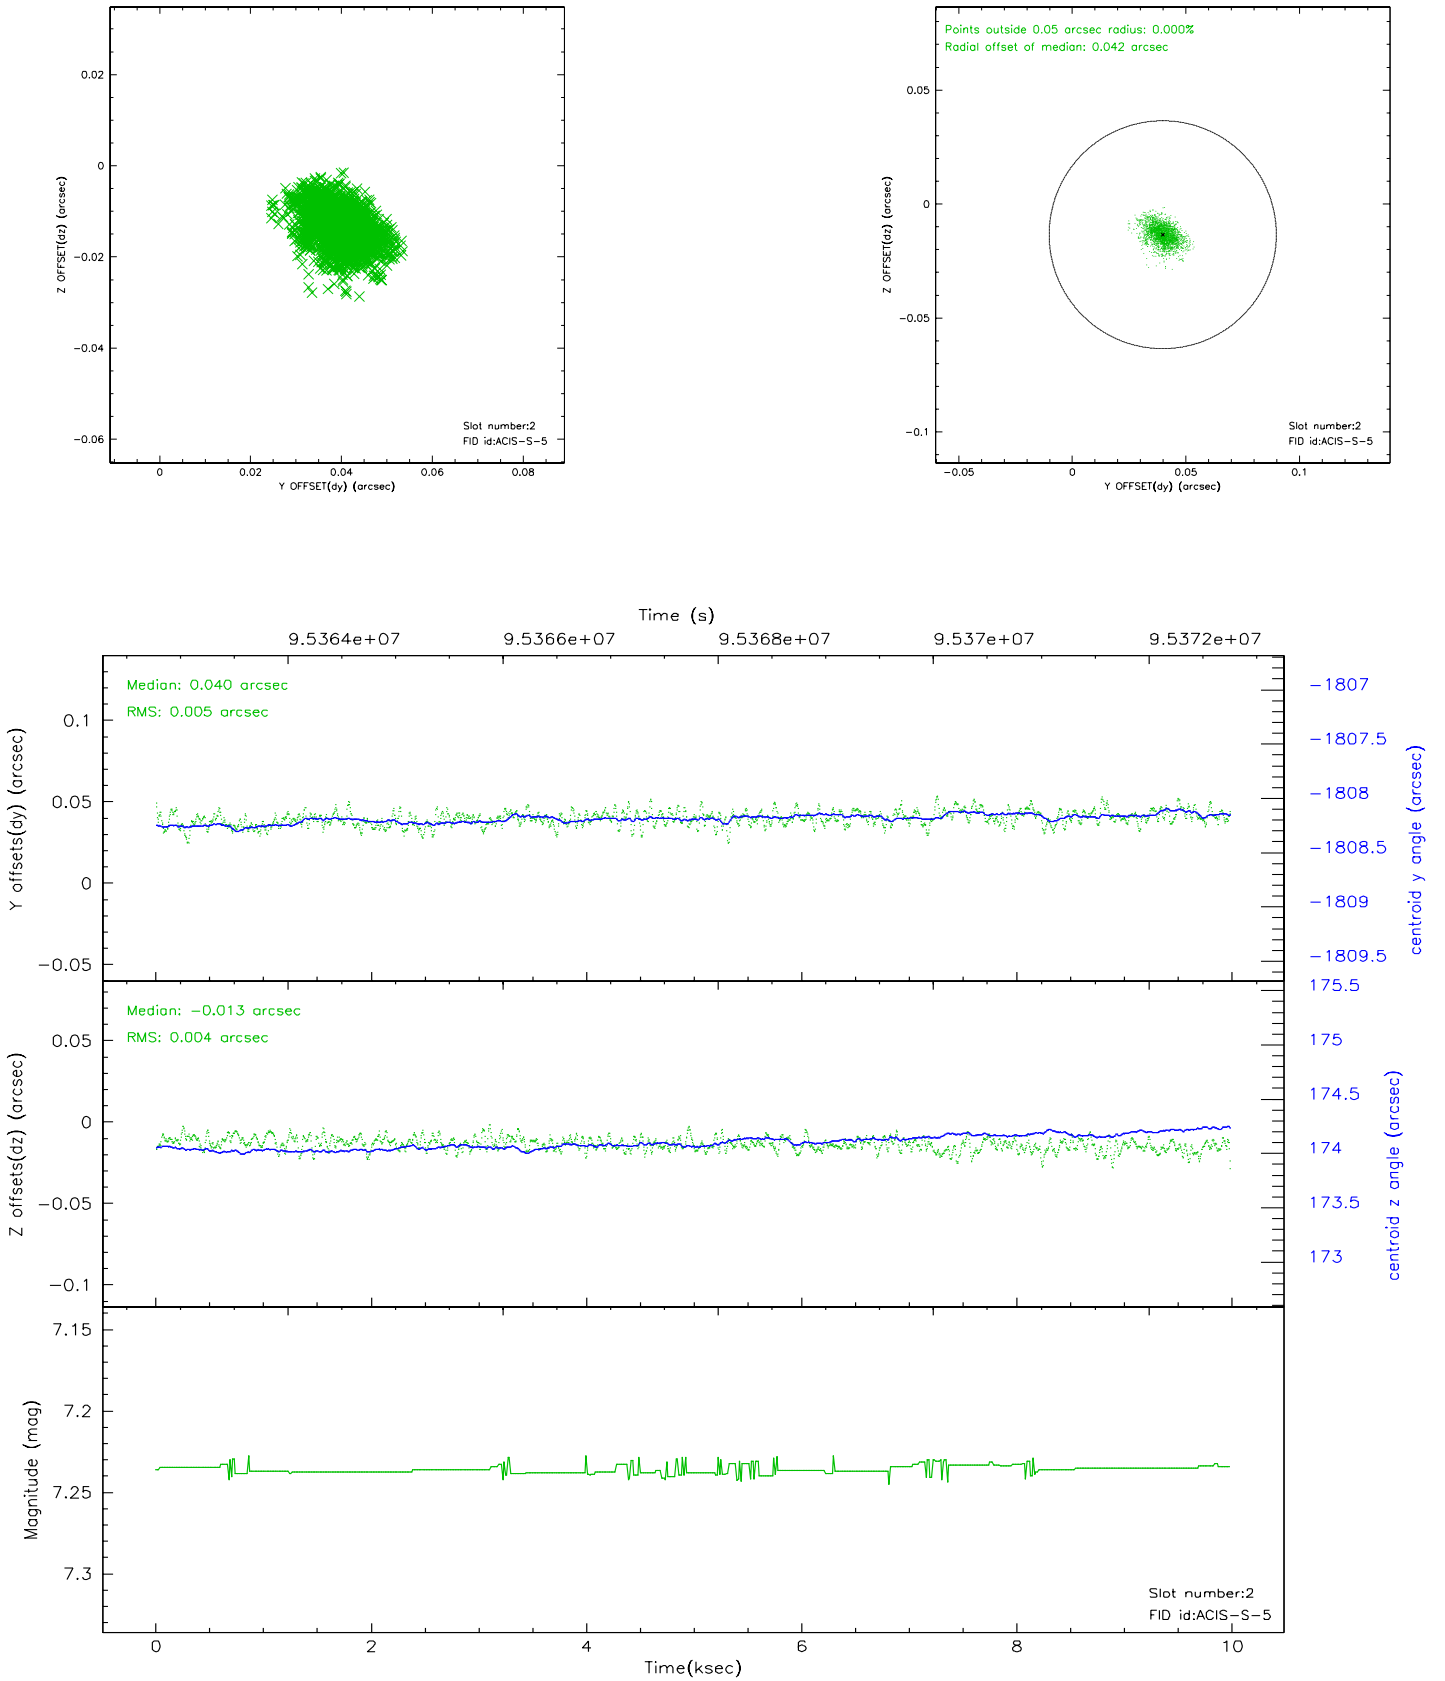 0.02
0
−0.02
−0.04
−0.06
Z OFFSET(dz) (arcsec)
Slot number:2
FID id:ACIS−S−5
0
0.02
0.04
0.06
0.08
Y OFFSET(dy) (arcsec)
Points outside 0.05 arcsec radius: 0.000%
Radial offset of median: 0.042 arcsec
0.05
0
−0.05
−0.1
Z OFFSET(dz) (arcsec)
Slot number:2
FID id:ACIS−S−5
−0.05
0
0.05
0.1
Y OFFSET(dy) (arcsec)
Time (s)
9.5364e+07
9.5366e+07
9.5368e+07
9.537e+07
9.5372e+07
Median: 0.040 arcsec
RMS: 0.005 arcsec
0.1
0.05
0
−0.05
Y offsets(dy) (arcsec)
−1807
−1807.5
−1808
−1808.5
−1809
−1809.5
centroid y angle (arcsec)
Median: −0.013 arcsec
RMS: 0.004 arcsec
0.05
0
−0.05
−0.1
Z offsets(dz) (arcsec)
175.5
175
174.5
174
173.5
173
centroid z angle (arcsec)
7.15
7.2
7.25
7.3
Magnitude (mag)
Slot number:2
FID id:ACIS−S−5
0
2
4
6
8
10
Time(ksec)